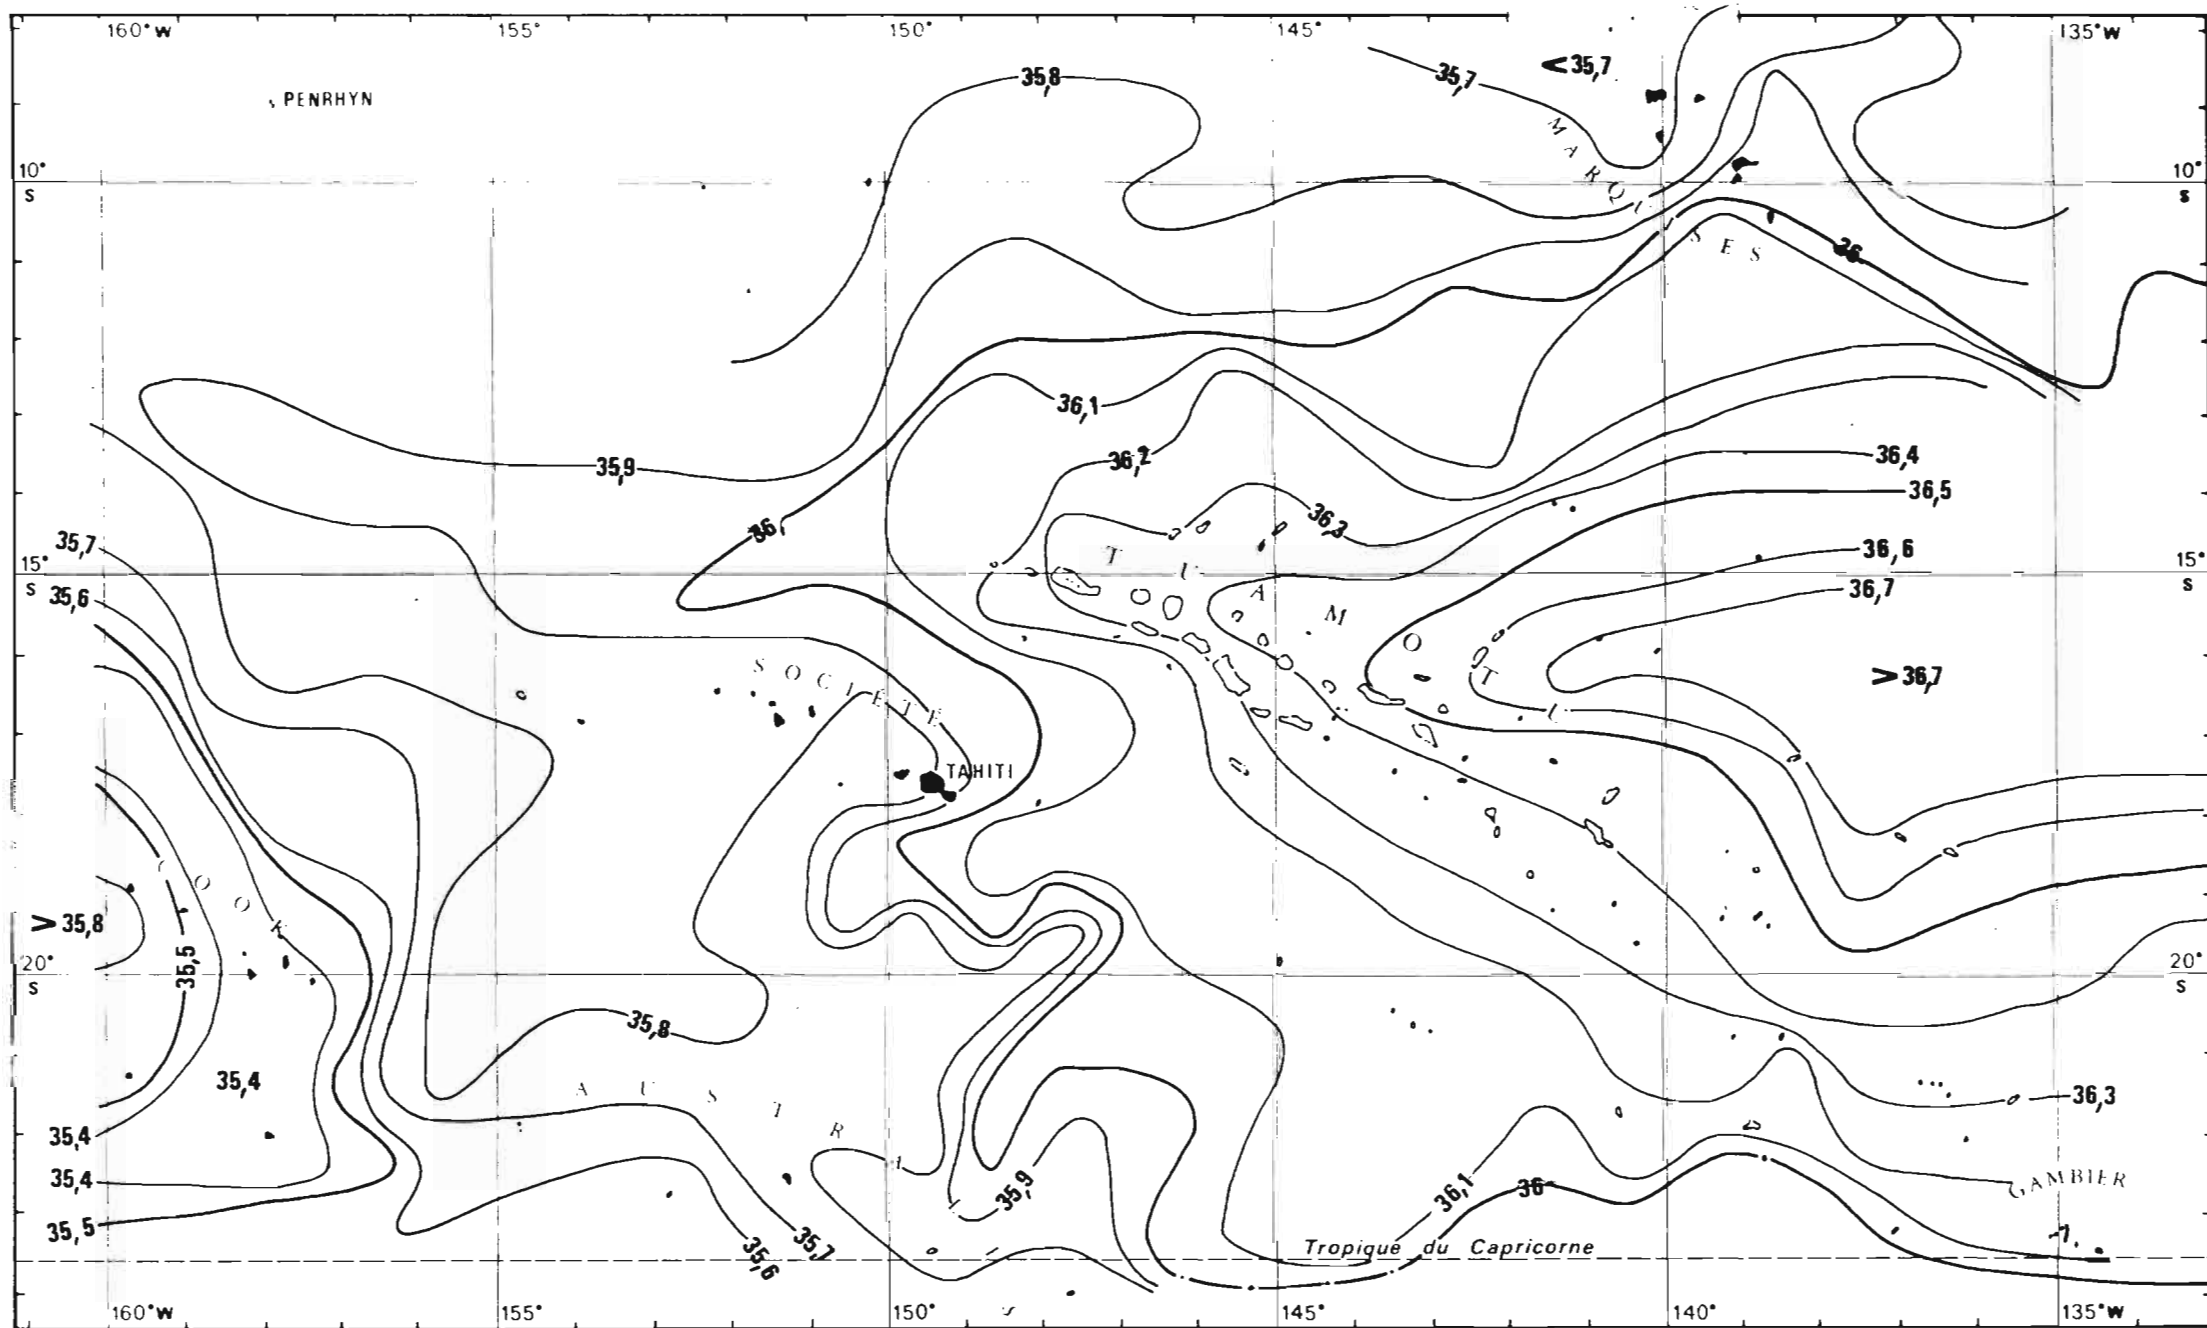 160°W 155° 150° 145° 135°W
PENRHYN
35,8
35,7
<35,7
MARQUISES
10° S
10° S
36
36,1
35,9
36,2
36,4
36,5
36,3
36
35,7
15° S
15° S
35,6
36,6
36,7
TUAMOTU
SOCIÉTÉ
>36,7
TAHITI
COOK
>35,8
35,5
20° S
20° S
35,8
35,4
AUSTR
36,3
35,4
35,4
35,9
36,1
36
GAMBIER
35,5
35,7
35,6
Tropique du Capricorne
160°W 155° 150° 145° 140° 135°W